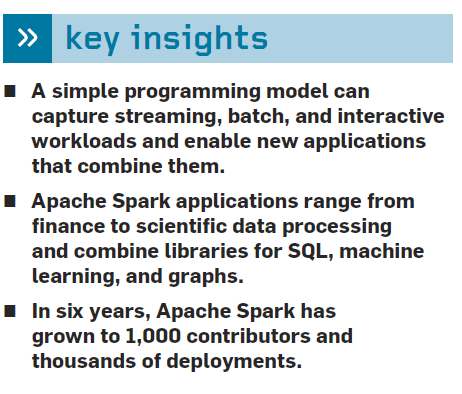 » key insights
■ A simple programming model can
capture streaming, batch, and interactive
workloads and enable new applications
that combine them.
■ Apache Spark applications range from
finance to scientific data processing
and combine libraries for SQL, machine
learning, and graphs.
■ In six years, Apache Spark has
grown to 1,000 contributors and
thousands of deployments.